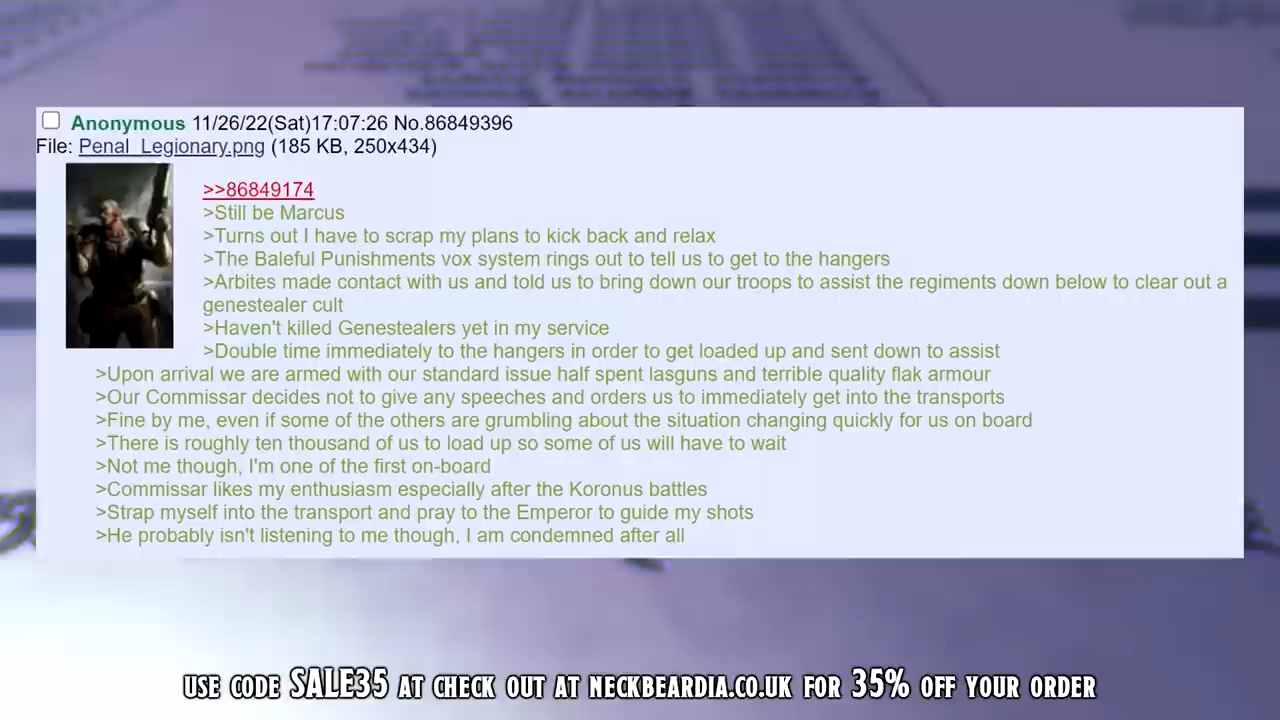 Anonymous 11/26/22(Sat)17:07:26 No.86849396
File: Penal_Legionary.png (185 KB, 250x434)
>>86849174
>Still be Marcus
>Turns out I have to scrap my plans to kick back and relax
>The Baleful Punishments vox system rings out to tell us to get to the hangers
>Arbites made contact with us and told us to bring down our troops to assist the regiments down below to clear out a
genestealer cult
>Haven't killed Genestealers yet in my service
>Double time immediately to the hangers in order to get loaded up and sent down to assist
>Upon arrival we are armed with our standard issue half spent lasguns and terrible quality flak armour
>Our Commissar decides not to give any speeches and orders us to immediately get into the transports
>Fine by me, even if some of the others are grumbling about the situation changing quickly for us on board
>There is roughly ten thousand of us to load up so some of us will have to wait
>Not me though, I'm one of the first on-board
>Commissar likes my enthusiasm especially after the Koronus battles
>Strap myself into the transport and pray to the Emperor to guide my shots
>He probably isn't listening to me though, I am condemned after all
USE CODE SALE35 AT CHECK OUT AT NECKBEARDIA.CO.UK FOR 35% OFF YOUR ORDER